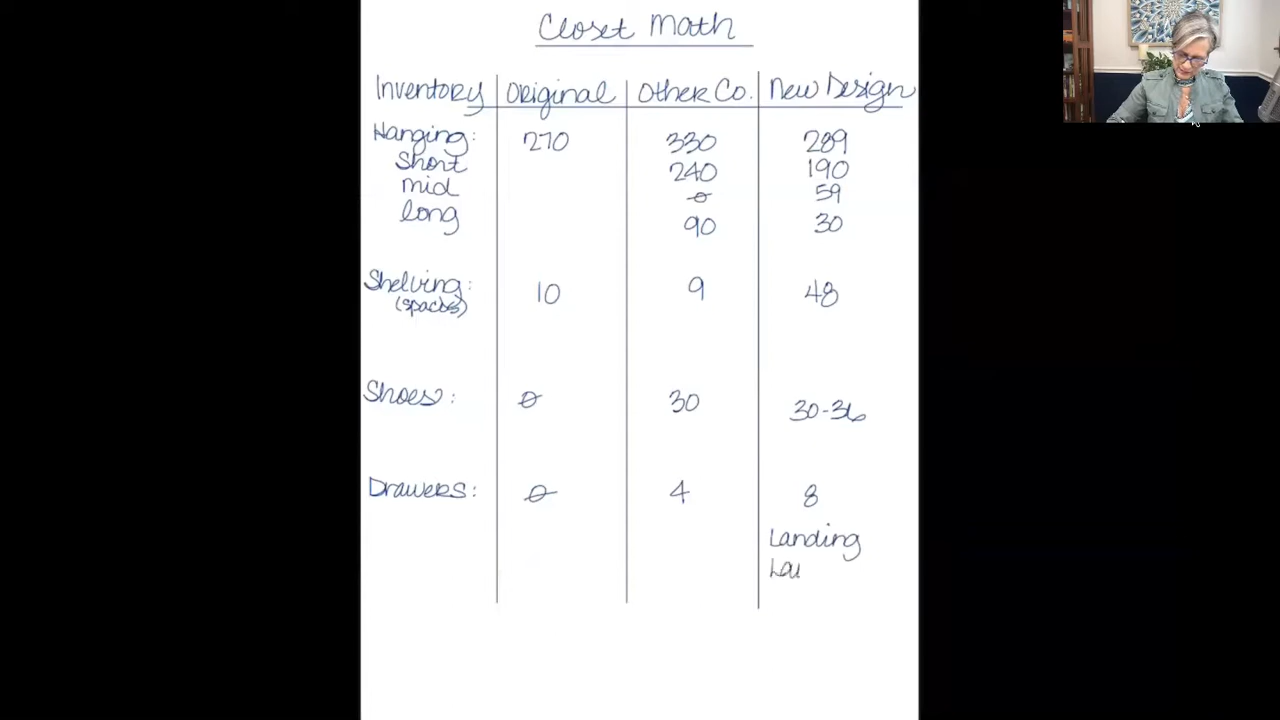 Closet Math
Inventory Original Other Co. New Design
Hanging: 270 330 289
Short 240 190
mid 0 59
long 90 30
Shelving: 10 9 48
(spaces)
Shoes: 0 30 30-36
Drawers: 0 4 8
Landing
Lau